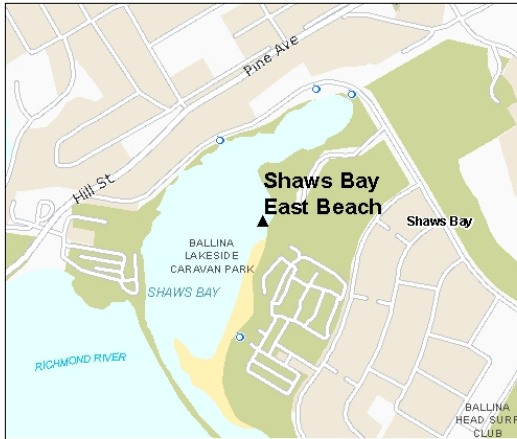 Pine Ave
Hill St
Shaws Bay
East Beach
Shaws Bay
BALLINA
LAKESIDE
CARAVAN PARK
SHAWS BAY
RICHMOND RIVER
BALLINA
HEAD SURF
CLUB